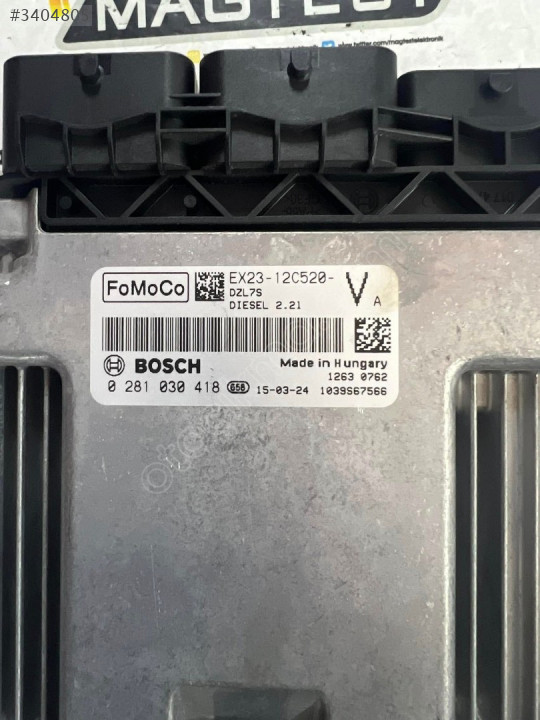 #340480
MAGTEST
FoMoCo
EX23-12C520-
V A
DZL7S
DIESEL 2.21
BOSCH
Made in Hungary
1263 0762
0 281 030 418 G58 15-03-24 1039S67566